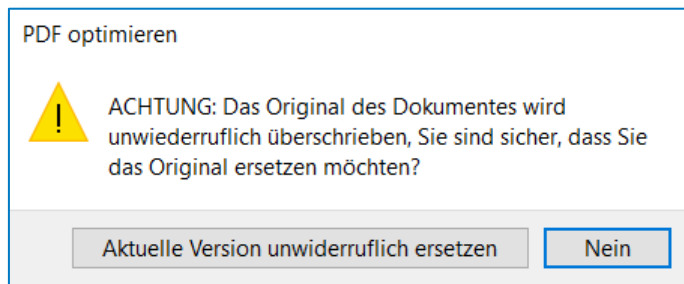 PDF optimieren
ACHTUNG: Das Original des Dokumentes wird
unwiederruflich überschrieben, Sie sind sicher, dass Sie
das Original ersetzen möchten?
Aktuelle Version unwiderruflich ersetzen
Nein